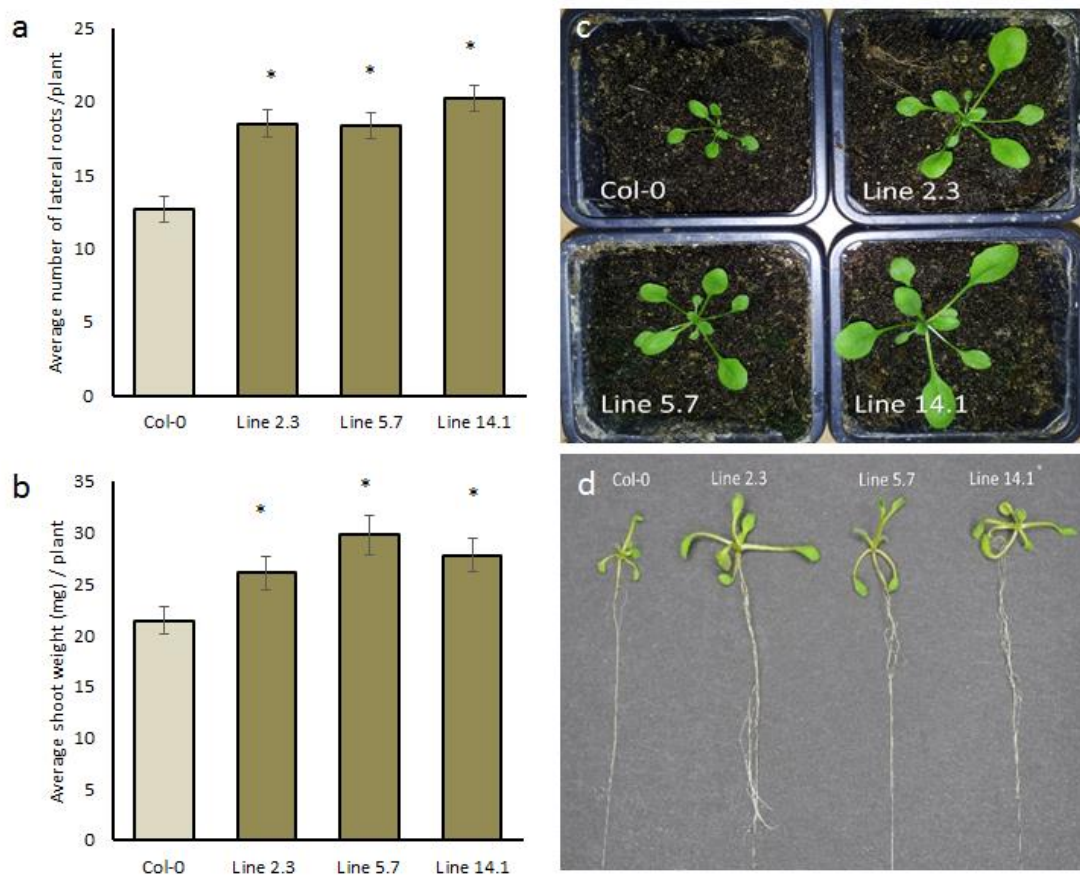 a
25
20
15
10
5
0
Average number of lateral roots /plant
* * *
Col-0 Line 2.3 Line 5.7 Line 14.1
b
35
30
25
20
15
10
5
0
Average shoot weight (mg) / plant
* * *
Col-0 Line 2.3 Line 5.7 Line 14.1
c
Col-0 Line 2.3
Line 5.7 Line 14.1
d
Col-0 Line 2.3 Line 5.7 Line 14.1*